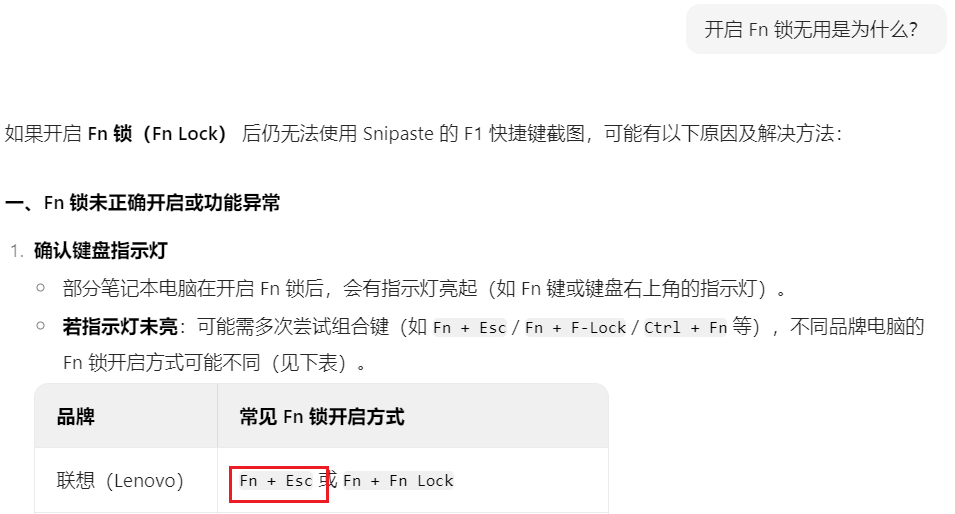 开启 Fn 锁无用是为什么？
如果开启 Fn 锁（Fn Lock） 后仍无法使用 Snipaste 的 F1 快捷键截图，可能有以下原因及解决方法：
一、Fn 锁未正确开启或功能异常
1. 确认键盘指示灯
部分笔记本电脑在开启 Fn 锁后，会有指示灯亮起（如 Fn 键或键盘右上角的指示灯）。
若指示灯未亮：可能需多次尝试组合键（如 Fn + Esc / Fn + F-Lock / Ctrl + Fn 等），不同品牌电脑的
Fn 锁开启方式可能不同（见下表）。
品牌 常见 Fn 锁开启方式
联想（Lenovo） Fn + Esc 或 Fn + Fn Lock